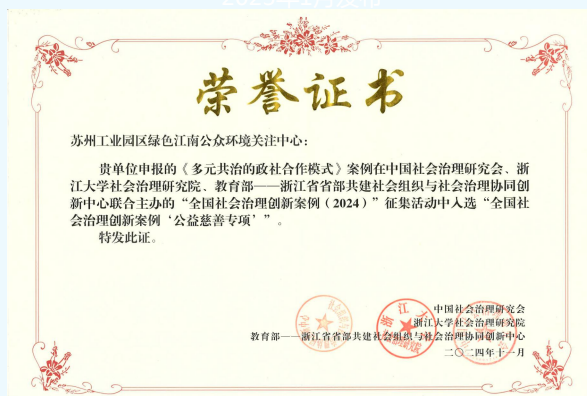 2025年1月发布
荣誉证书
苏州工业园区绿色江南公众环境关注中心：
贵单位申报的《多元共治的政社合作模式》案例在中国社会治理研究会、浙
江大学社会治理研究院、教育部——浙江省省部共建社会组织与社会治理协同创
新中心联合主办的“全国社会治理创新案例（2024）”征集活动中入选“全国社
会治理创新案例‘公益慈善专项’”。
特发此证。
中国社会治理研究会
浙江大学社会治理研究院
教育部——浙江省省部共建社会组织与社会治理协同创新中心
二〇二四年十一月